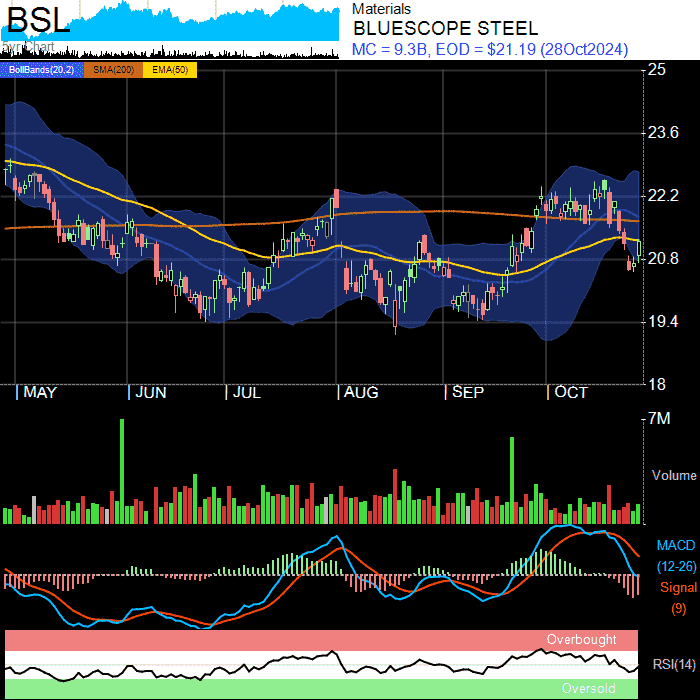 BSL
Materials
BLUESCOPE STEEL
MC = 9.3B, EOD = $21.19 (28Oct2024)
BollBands(20,2) SMA(200) EMA(50)
25
23.6
22.2
20.8
19.4
18
MAY JUN JUL AUG SEP OCT
7M
Volume
MACD
(12-26)
Signal
(9)
Overbought
RSI(14)
Oversold